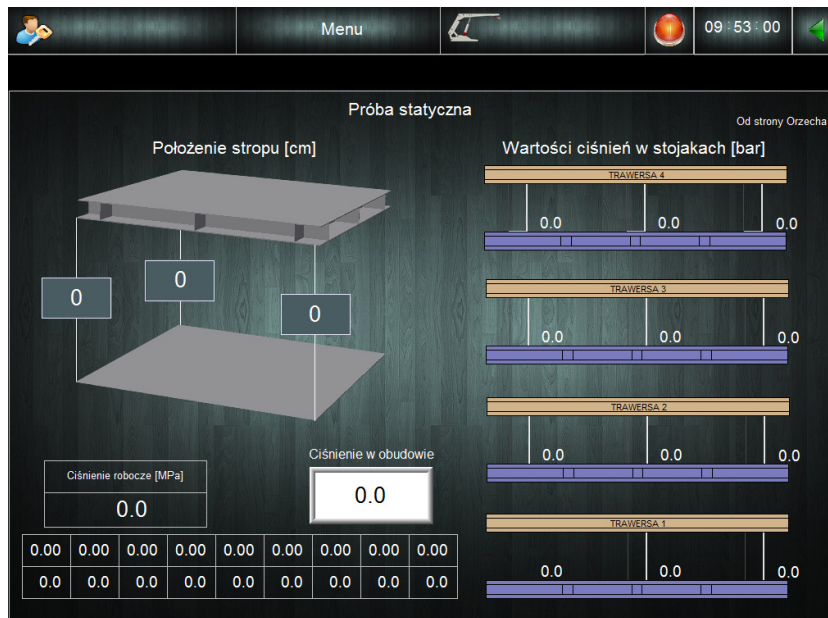 Menu
09:53:00
Próba statyczna
Od strony Orzecha
Położenie stropu [cm]
Wartości ciśnień w stojakach [bar]
TRAWERSA 4
0.0 0.0 0.0
0
0
0
TRAWERSA 3
0.0 0.0 0.0
TRAWERSA 2
0.0 0.0 0.0
Ciśnienie robocze [MPa]
0.0
Ciśnienie w obudowie
0.0
TRAWERSA 1
0.0 0.0 0.0
0.00 0.00 0.00 0.00 0.00 0.00 0.00 0.00 0.00
0.0 0.0 0.0 0.0 0.0 0.0 0.0 0.0 0.0